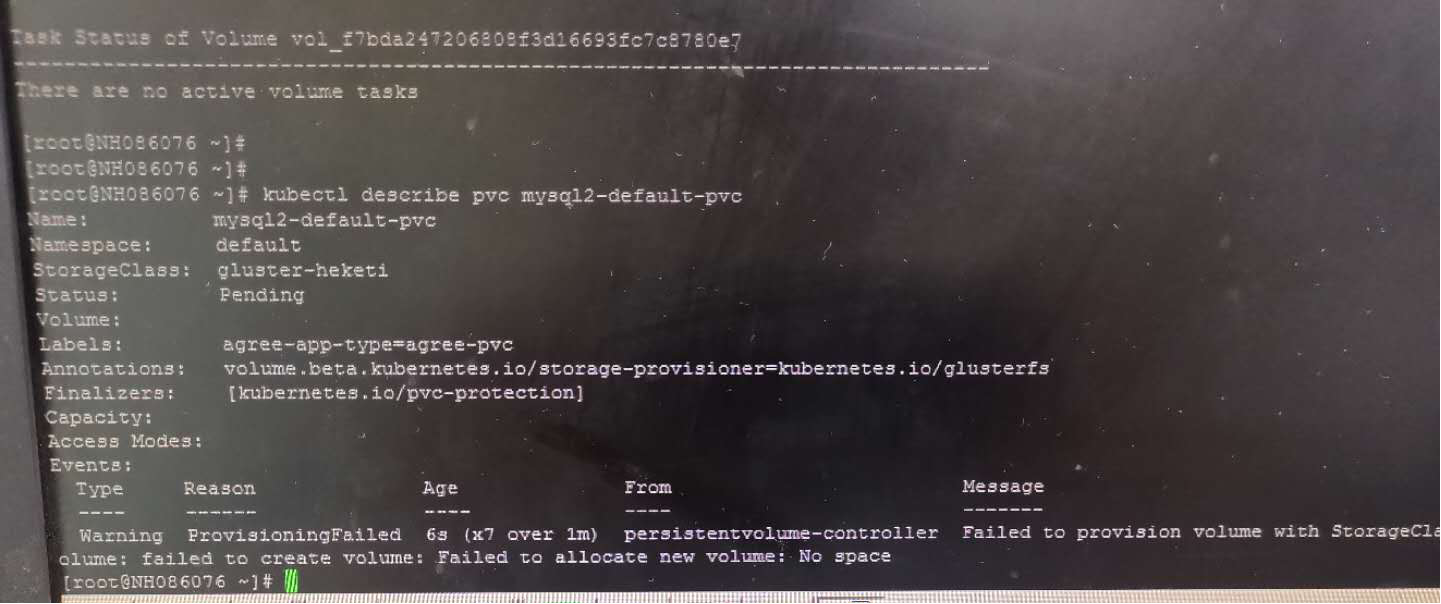 Task Status of Volume vol_f7bda247206808f3d16693fc7c8780e7
------------------------------------------------------------------------------
There are no active volume tasks
[root@NH086076 ~]#
[root@NH086076 ~]#
[root@NH086076 ~]# kubectl describe pvc mysql2-default-pvc
Name: mysql2-default-pvc
Namespace: default
StorageClass: gluster-heketi
Status: Pending
Volume:
Labels: agree-app-type=agree-pvc
Annotations: volume.beta.kubernetes.io/storage-provisioner=kubernetes.io/glusterfs
Finalizers: [kubernetes.io/pvc-protection]
Capacity:
Access Modes:
Events:
Type Reason Age From Message
---- ------ ---- ---- -------
Warning ProvisioningFailed 6s (x7 over 1m) persistentvolume-controller Failed to provision volume with StorageCla
olume: failed to create volume: Failed to allocate new volume: No space
[root@NH086076 ~]#